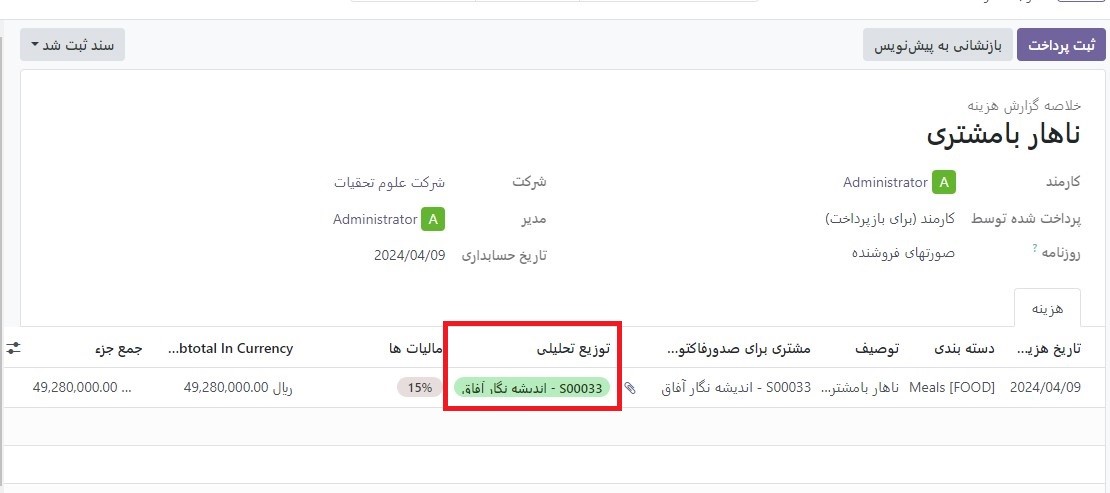 ثبت پرداخت
بازنشانی به پیش‌نویس
سند ثبت شد
خلاصه گزارش هزینه
ناهار بامشتری
کارمند
A Administrator
شرکت
شرکت علوم تحقیات
پرداخت شده توسط
کارمند (برای بازپرداخت)
مدیر
A Administrator
روزنامه ?
صورتهای فروشنده
تاریخ حسابداری
2024/04/09
هزینه
تاریخ هزی...
دسته بندی
توصیف
مشتری برای صدورفاکتو...
توزیع تحلیلی
مالیات ها
...btotal In Currency
جمع جزء
2024/04/09
[FOOD] Meals
ناهار بامشتر...
S00033 - اندیشه نگار آفاق
S00033 - اندیشه نگار آفاق
15%
ریال 49,280,000.00
49,280,000.00 ...